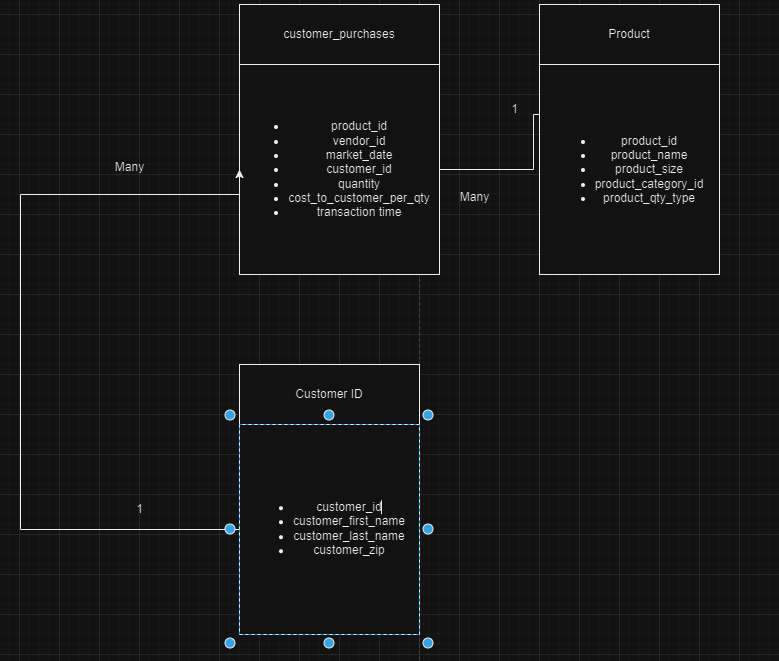 customer_purchases
product_id
vendor_id
market_date
customer_id
quantity
cost_to_customer_per_qty
transaction time
Product
product_id
product_name
product_size
product_category_id
product_qty_type
1
Many
Many
Customer ID
customer_id
customer_first_name
customer_last_name
customer_zip
1